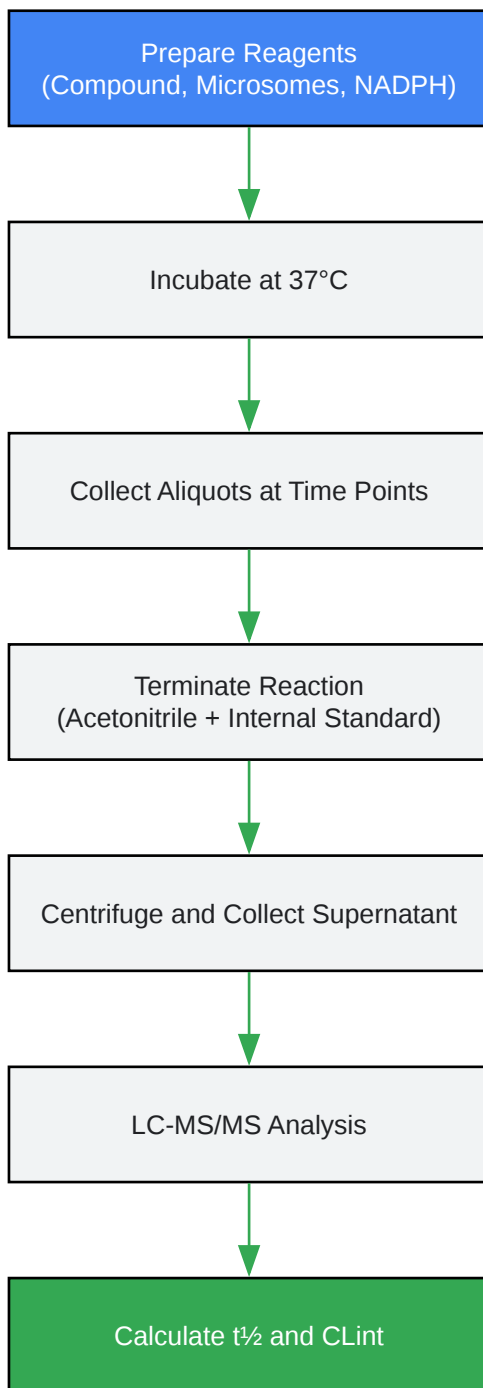 Prepare Reagents
(Compound, Microsomes, NADPH)
Incubate at 37°C
Collect Aliquots at Time Points
Terminate Reaction
(Acetonitrile + Internal Standard)
Centrifuge and Collect Supernatant
LC-MS/MS Analysis
Calculate t½ and CLint